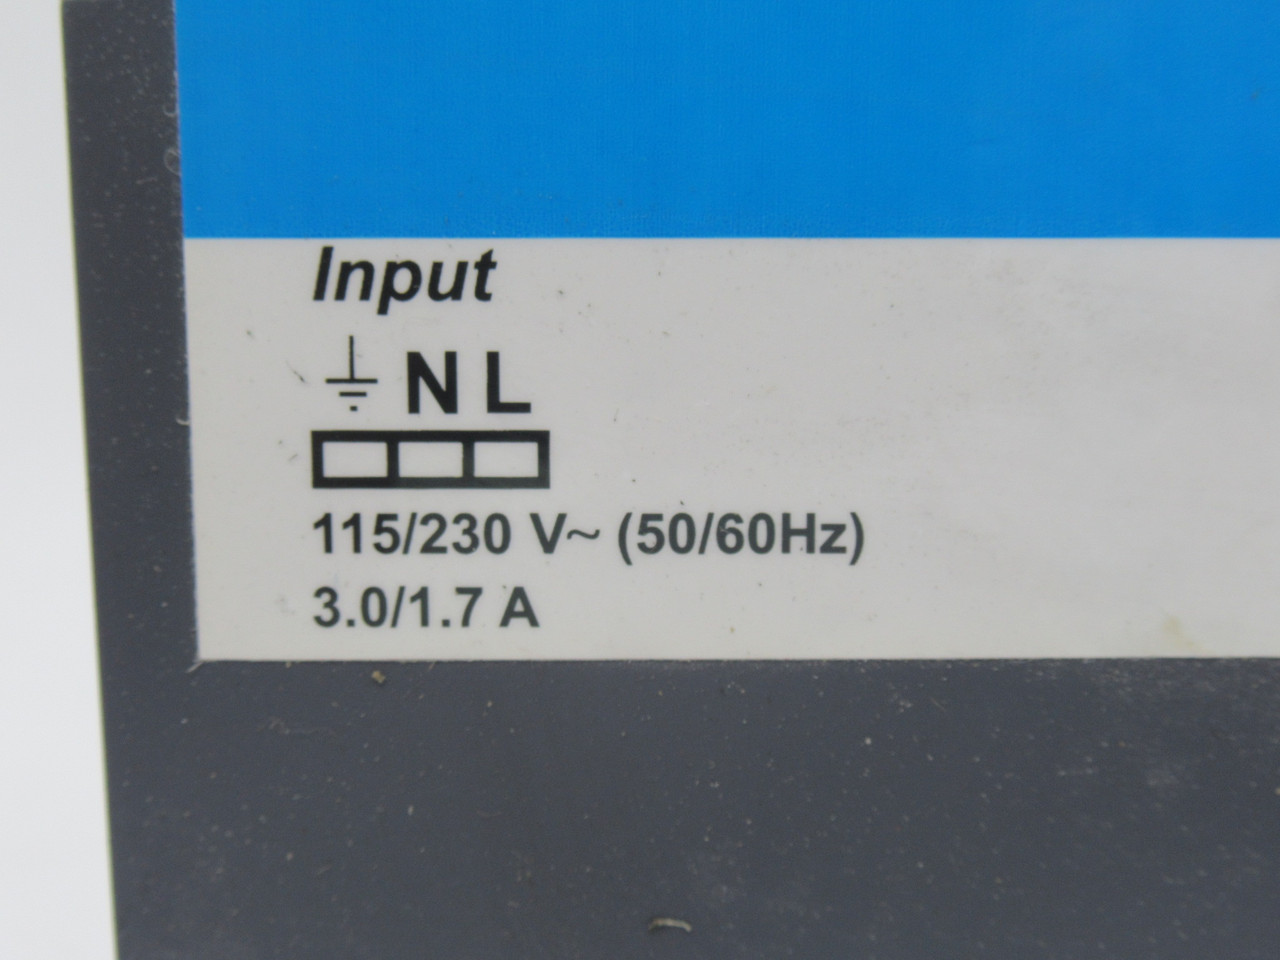 Input
⏚ N L
115/230 V~ (50/60Hz)
3.0/1.7 A